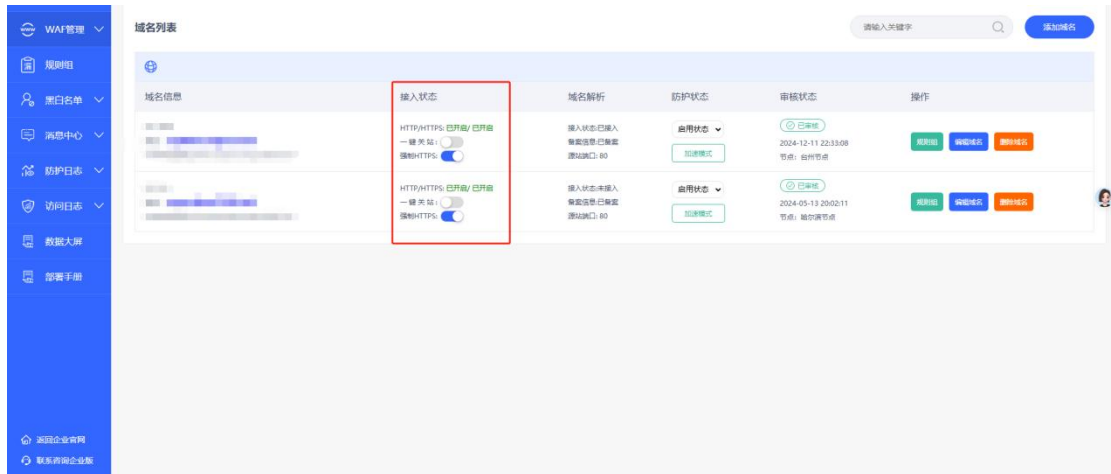 WAF管理
规则组
黑白名单
消息中心
防护日志
访问日志
数据大屏
部署手册
返回企业官网
联系咨询企业版
域名列表
请输入关键字
添加域名
域名信息 接入状态 域名解析 防护状态 审核状态 操作
HTTP/HTTPS: 已开启/ 已开启
一键关站:
强制HTTPS:
接入状态:已接入
备案信息:已备案
源站端口: 80
启用状态
加速模式
已审核
2024-12-11 22:33:08
节点: 台州节点
规则组 编辑域名 删除域名
HTTP/HTTPS: 已开启/ 已开启
一键关站:
强制HTTPS:
接入状态:未接入
备案信息:已备案
源站端口: 80
启用状态
加速模式
已审核
2024-05-13 20:02:11
节点: 哈尔滨节点
规则组 编辑域名 删除域名